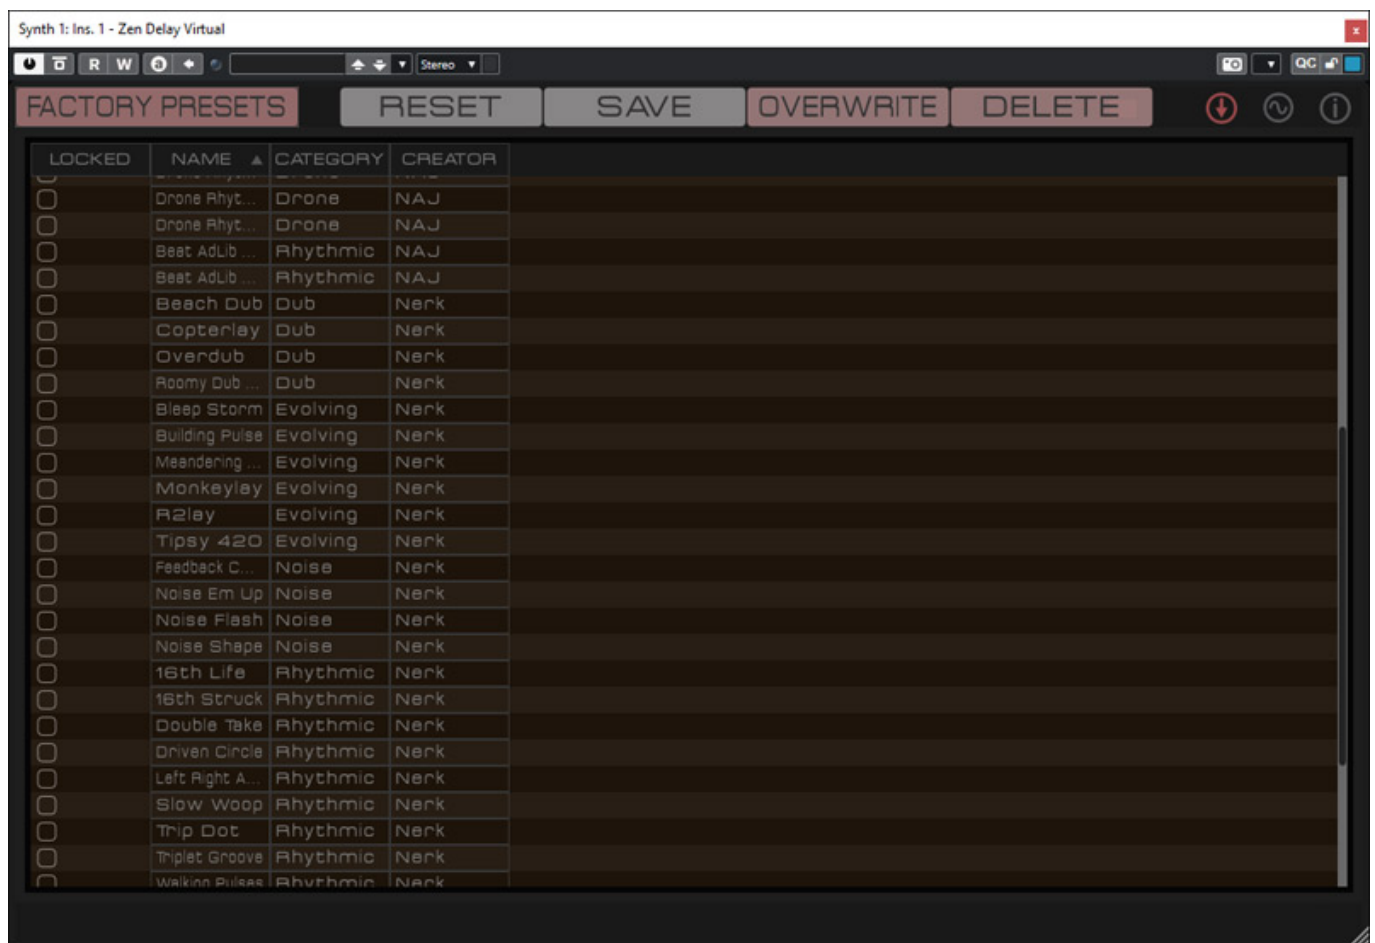 Synth 1: Ins. 1 - Zen Delay Virtual x
R W Stereo QC
FACTORY PRESETS RESET SAVE OVERWRITE DELETE
LOCKED NAME CATEGORY CREATOR
Drone Rhyt... Drone NAJ
Drone Rhyt... Drone NAJ
Beat AdLib ... Rhythmic NAJ
Beat AdLib ... Rhythmic NAJ
Beach Dub Dub Nerk
Copterlay Dub Nerk
Overdub Dub Nerk
Roomy Dub ... Dub Nerk
Bleep Storm Evolving Nerk
Building Pulse Evolving Nerk
Meandering ... Evolving Nerk
Monkeylay Evolving Nerk
R2lay Evolving Nerk
Tipsy 420 Evolving Nerk
Feedback C... Noise Nerk
Noise Em Up Noise Nerk
Noise Flash Noise Nerk
Noise Shape Noise Nerk
16th Life Rhythmic Nerk
16th Struck Rhythmic Nerk
Double Take Rhythmic Nerk
Driven Circle Rhythmic Nerk
Left Right A... Rhythmic Nerk
Slow Woop Rhythmic Nerk
Trip Dot Rhythmic Nerk
Triplet Groove Rhythmic Nerk
Walking Pulses Rhythmic Nerk